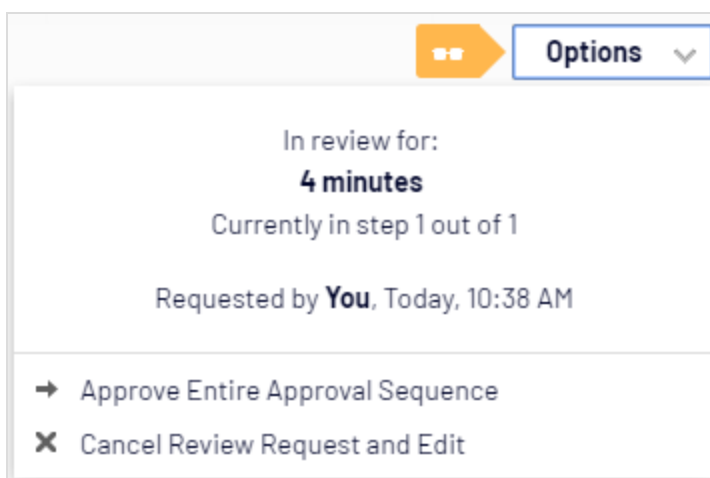 Options
In review for:
4 minutes
Currently in step 1 out of 1
Requested by You, Today, 10:38 AM
Approve Entire Approval Sequence
Cancel Review Request and Edit